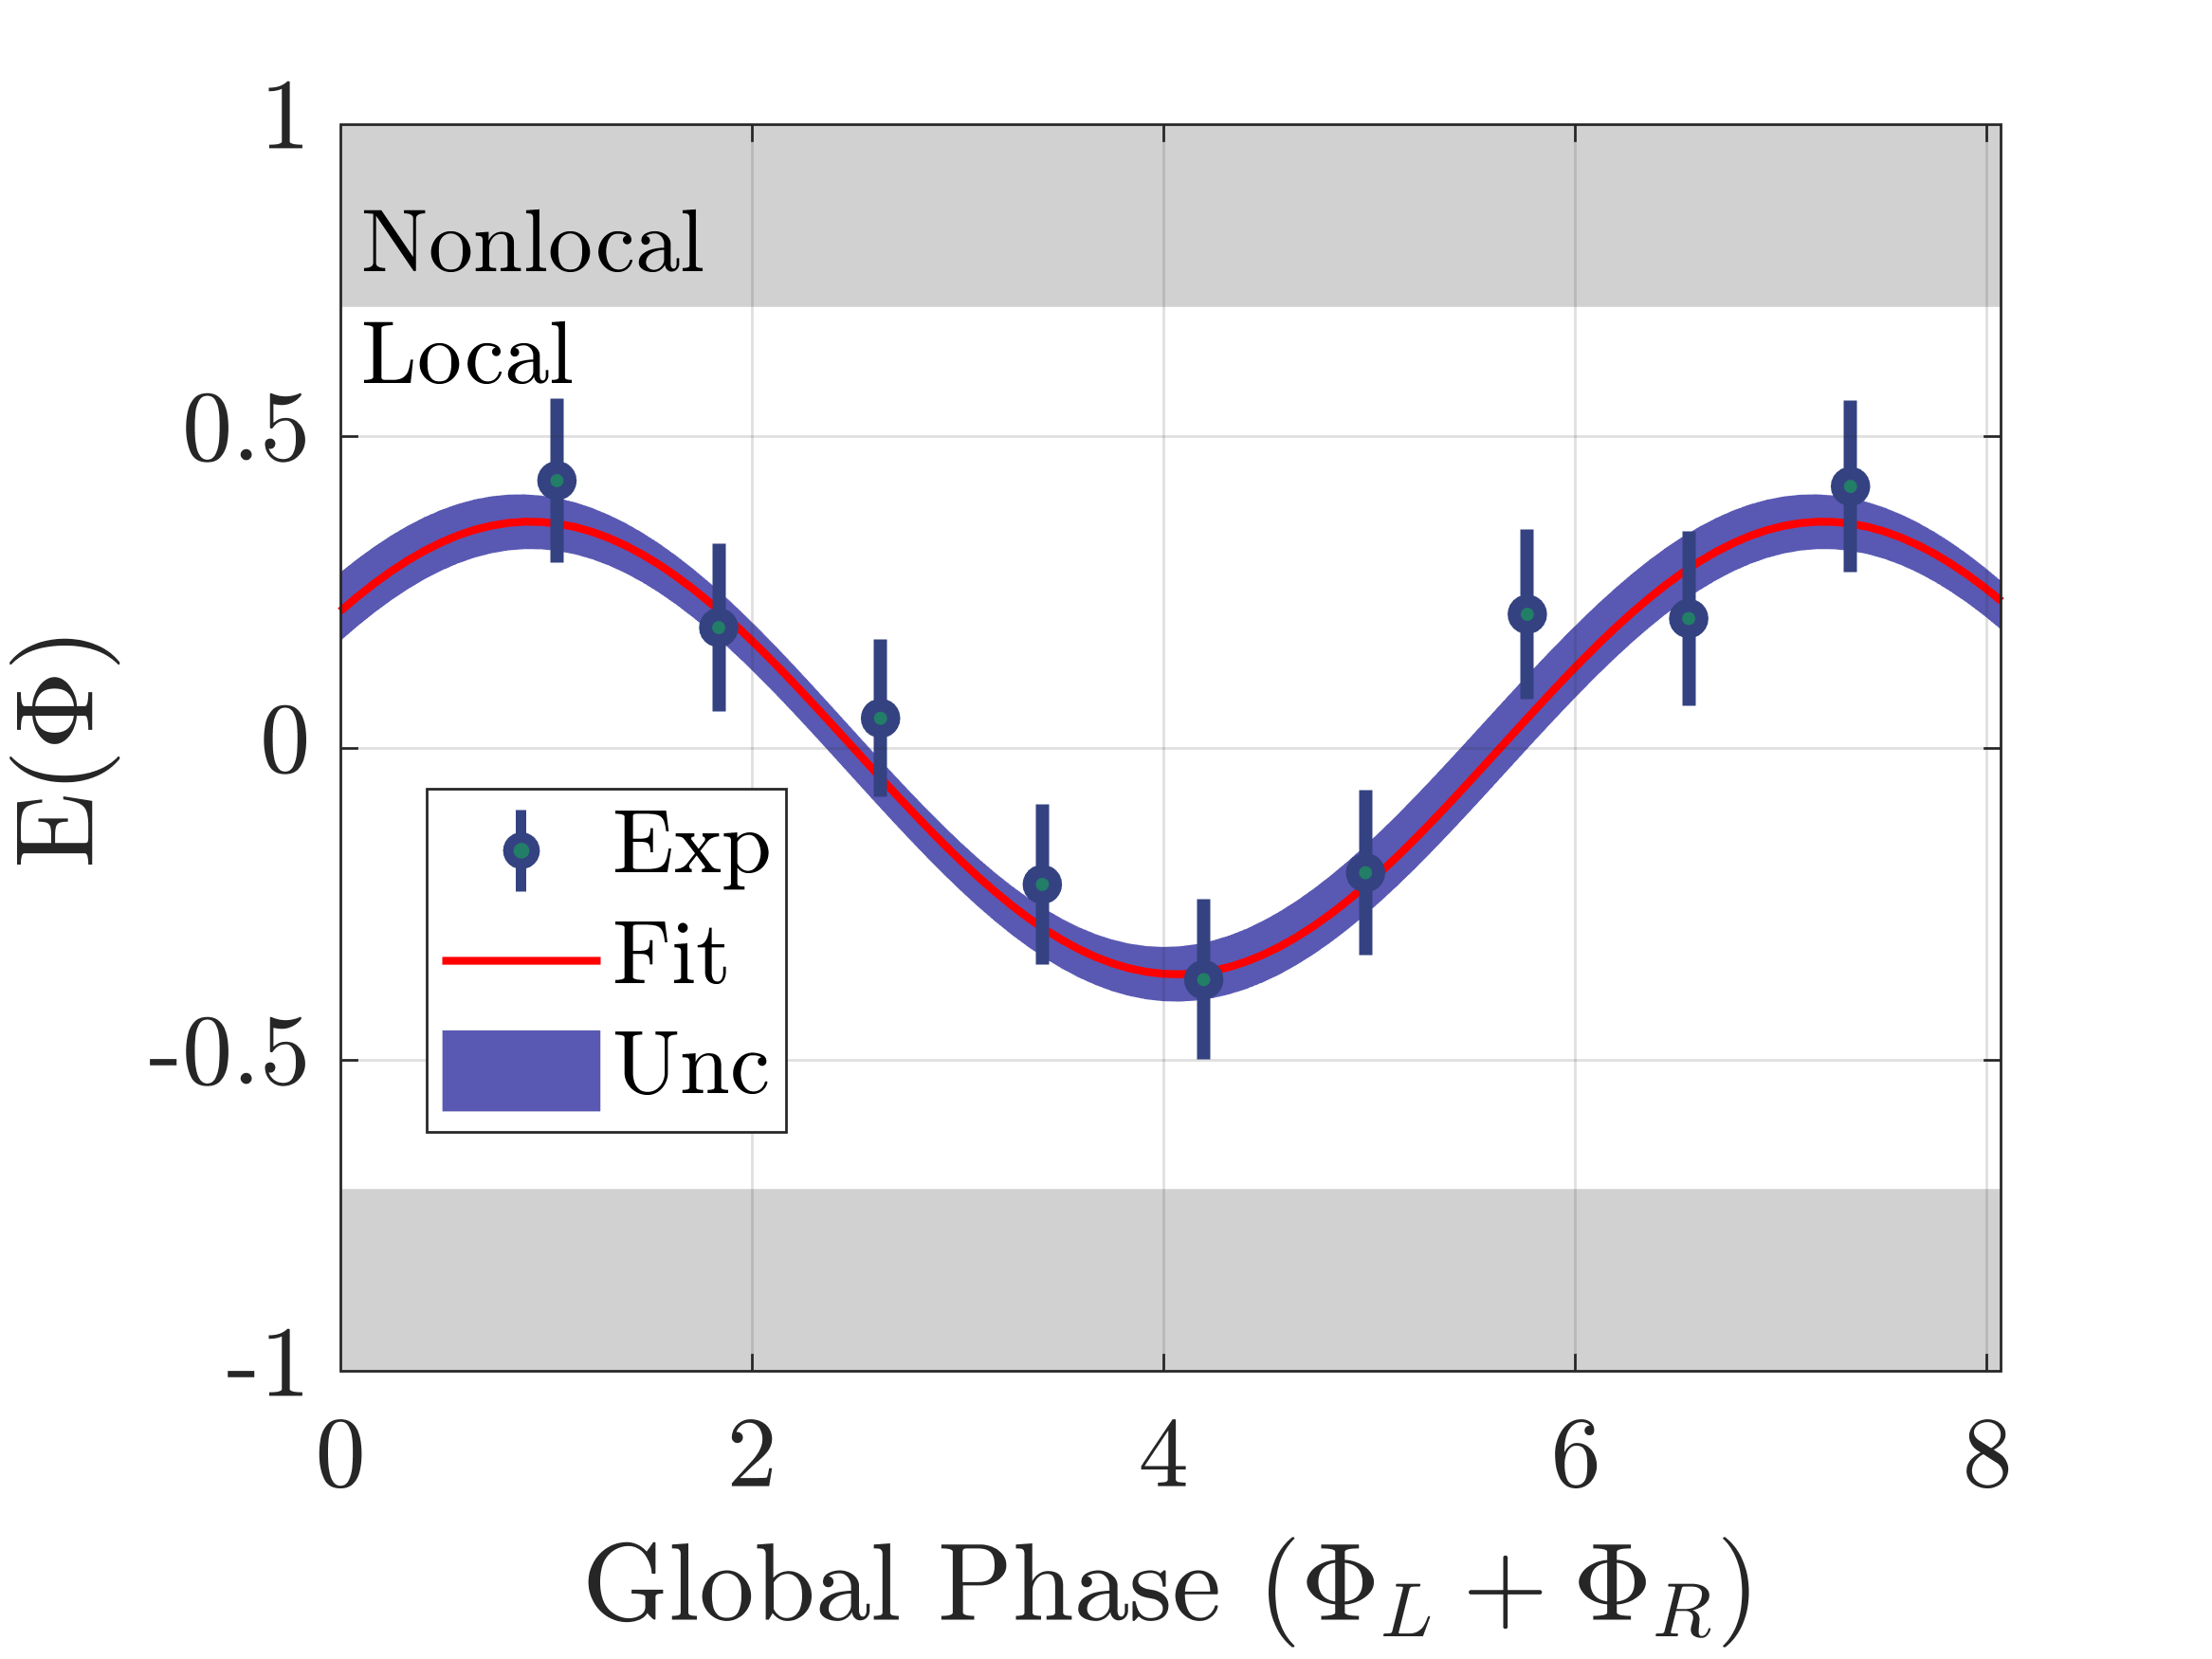 1
Nonlocal
Local
0.5
0
-0.5
-1
E(Φ)
Exp
Fit
Unc
0 2 4 6 8
Global Phase (Φ_L + Φ_R)